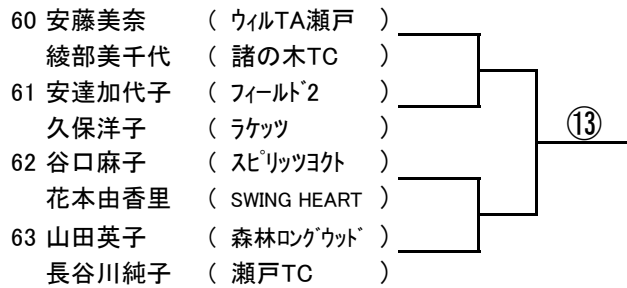 60 安藤美奈 ( ウィルTA瀬戸 )
綾部美千代 ( 諸の木TC )
61 安達加代子 ( フィールド2 )
久保洋子 ( ラケッツ )
⑬
62 谷口麻子 ( スピリッツヨクト )
花本由香里 ( SWING HEART )
63 山田英子 ( 森林ロングウッド )
長谷川純子 ( 瀬戸TC )